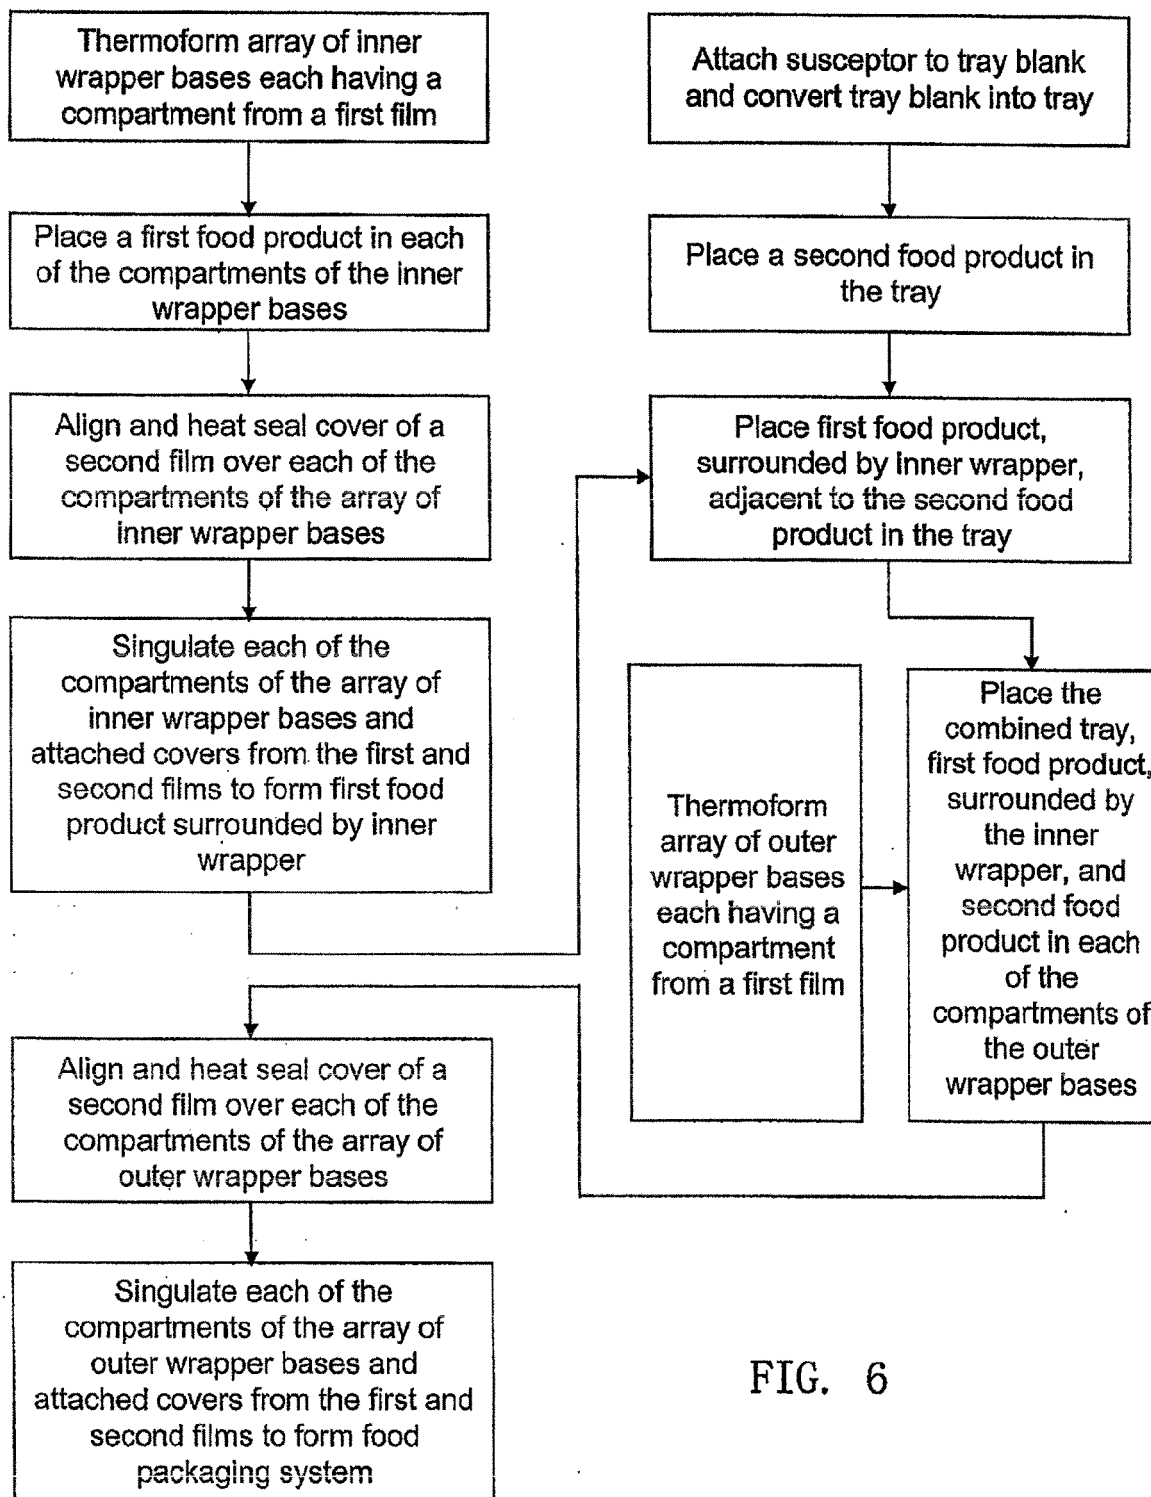 Thermoform array of inner
wrapper bases each having a
compartment from a first film
Place a first food product in each
of the compartments of the inner
wrapper bases
Align and heat seal cover of a
second film over each of the
compartments of the array of
inner wrapper bases
Singulate each of the
compartments of the array of
inner wrapper bases and
attached covers from the first and
second films to form first food
product surrounded by inner
wrapper
Attach susceptor to tray blank
and convert tray blank into tray
Place a second food product in
the tray
Place first food product,
surrounded by inner wrapper,
adjacent to the second food
product in the tray
Thermoform
array of outer
wrapper bases
each having a
compartment
from a first film
Place the
combined tray,
first food product,
surrounded by
the inner
wrapper, and
second food
product in each
of the
compartments of
the outer
wrapper bases
Align and heat seal cover of a
second film over each of the
compartments of the array of
outer wrapper bases
Singulate each of the
compartments of the array of
outer wrapper bases and
attached covers from the first and
second films to form food
packaging system
FIG. 6